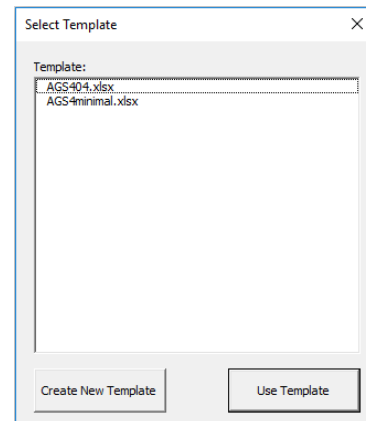 Select Template
Template:
AGS404.xlsx
AGS4minimal.xlsx
Create New Template
Use Template